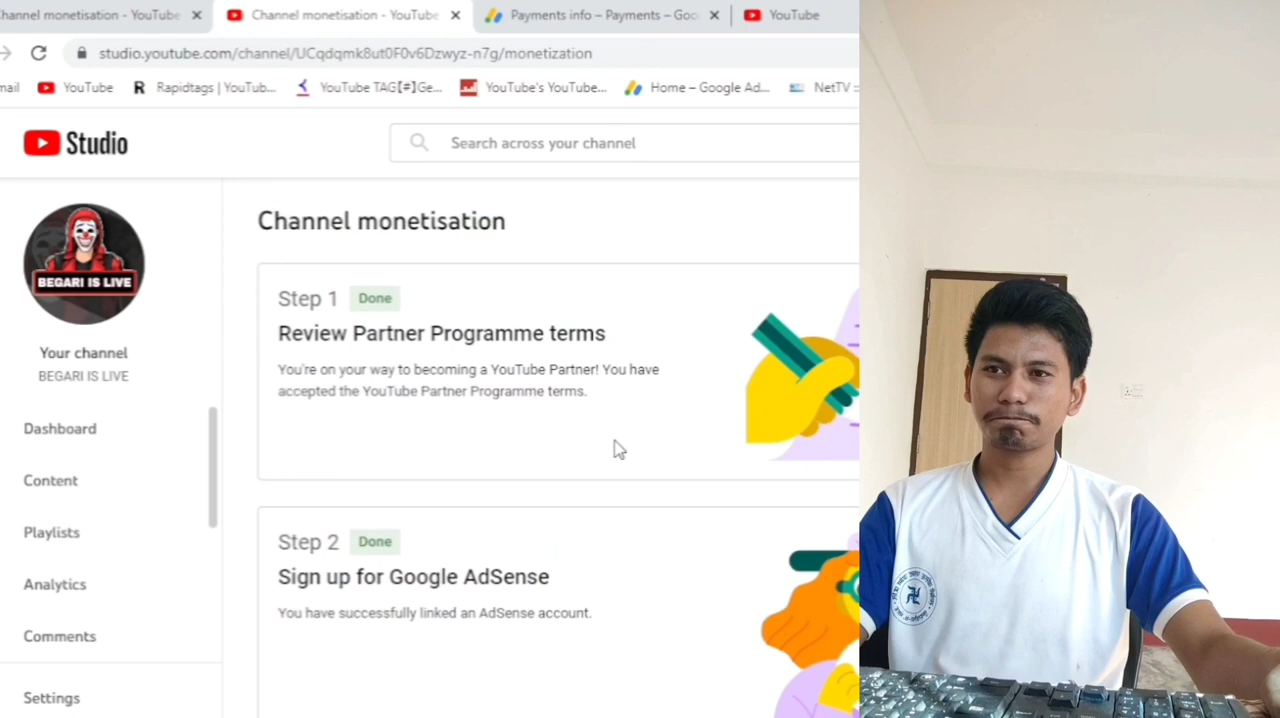 Channel monetisation - YouTube
Channel monetisation - YouTube
Payments info – Payments – Goo
YouTube
studio.youtube.com/channel/UCqdqmk8ut0F0v6Dzwyz-n7g/monetization
mail
YouTube
Rapidtags | YouTub...
YouTube TAG【#】Ge...
YouTube's YouTube...
Home – Google Ad...
NetTV ::
Studio
Search across your channel
BEGARI IS LIVE
Your channel
BEGARI IS LIVE
Dashboard
Content
Playlists
Analytics
Comments
Settings
Channel monetisation
Step 1 Done
Review Partner Programme terms
You're on your way to becoming a YouTube Partner! You have
accepted the YouTube Partner Programme terms.
Step 2 Done
Sign up for Google AdSense
You have successfully linked an AdSense account.